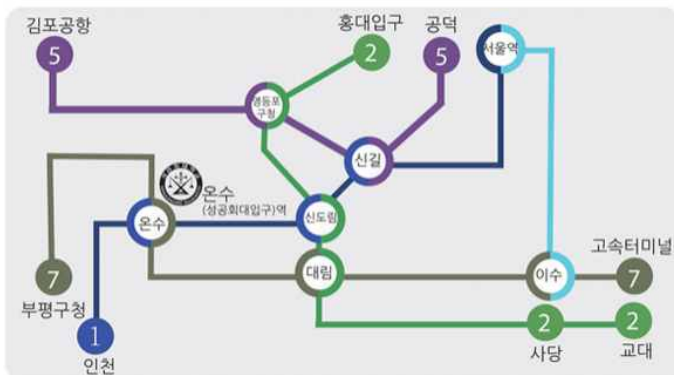 김포공항
5
홍대입구
2
공덕
5
서울역
영등포
구청
신길
온수
(성공회대입구)역
온수
신도림
대림
이수
고속터미널
7
7
부평구청
1
인천
2
사당
2
교대